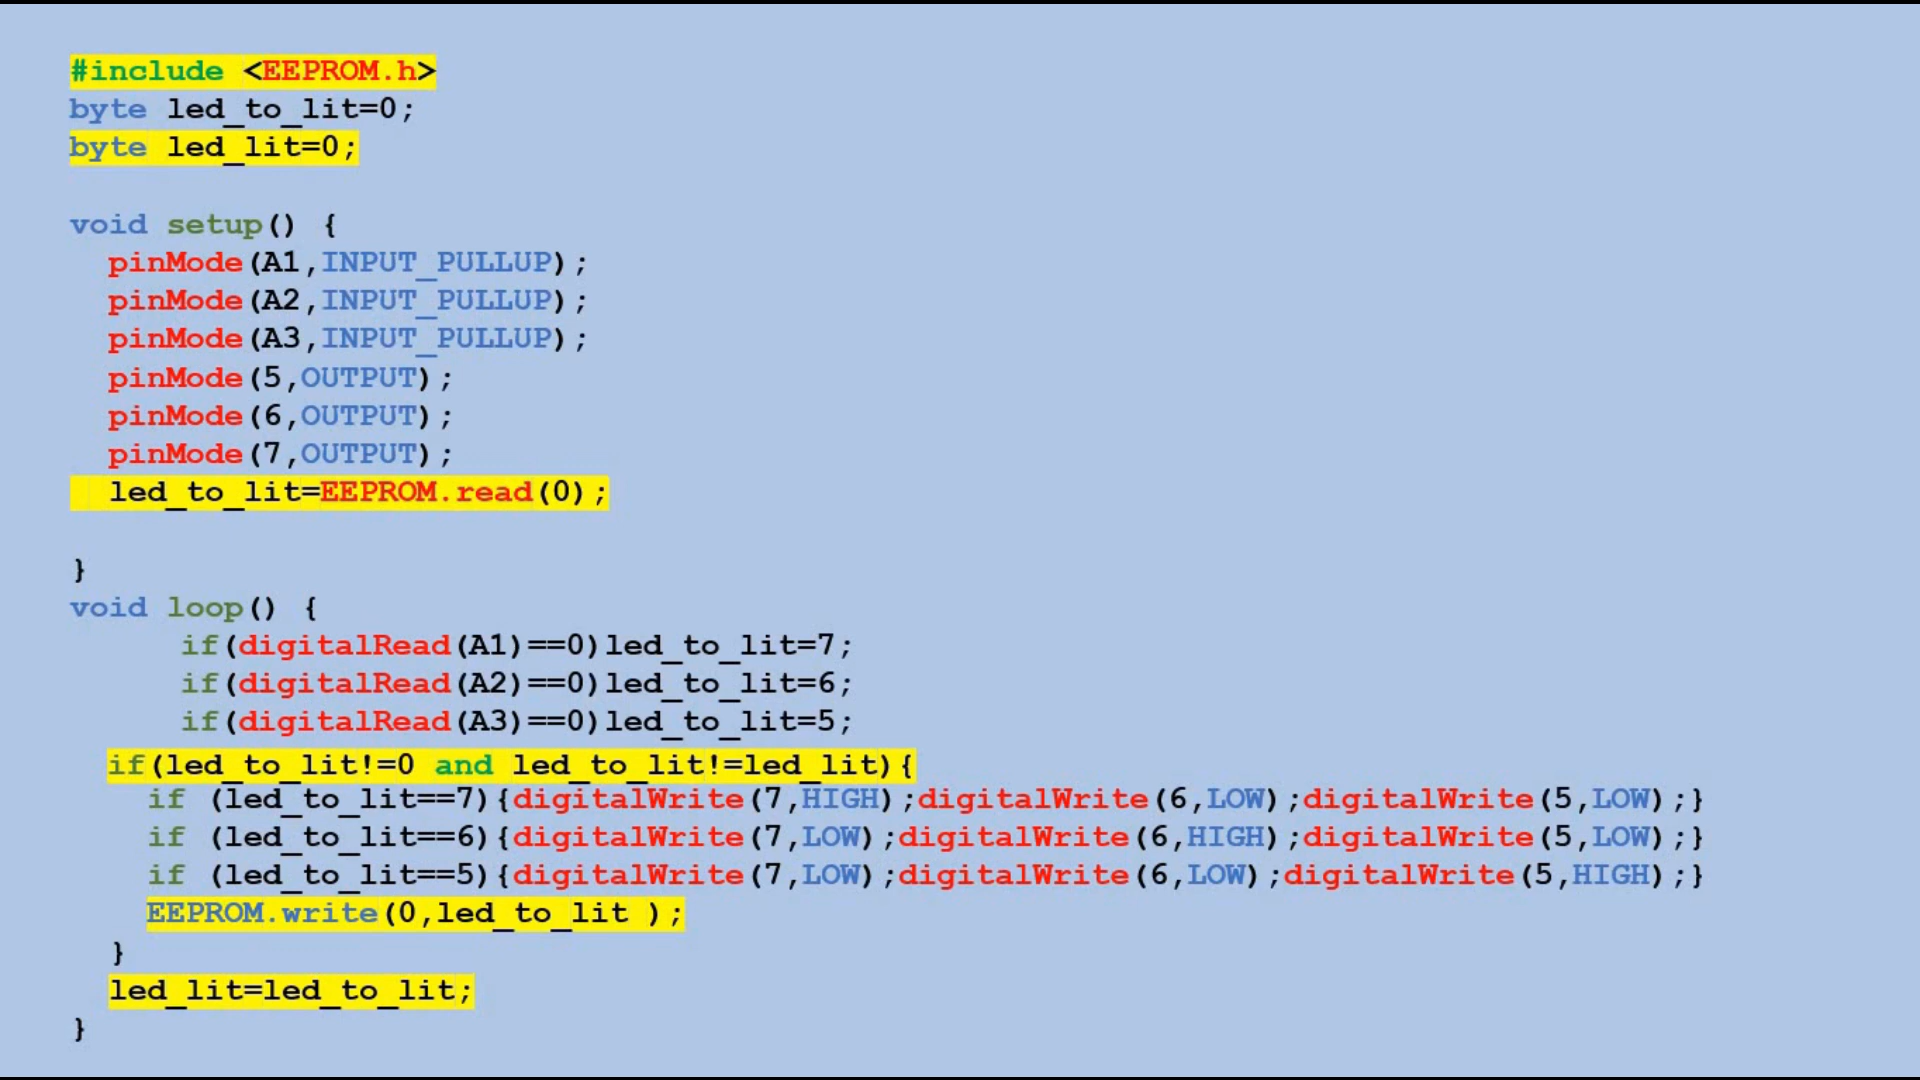 #include <EEPROM.h>
byte led_to_lit=0;
byte led_lit=0;
void setup() {
pinMode(A1,INPUT_PULLUP);
pinMode(A2,INPUT_PULLUP);
pinMode(A3,INPUT_PULLUP);
pinMode(5,OUTPUT);
pinMode(6,OUTPUT);
pinMode(7,OUTPUT);
led_to_lit=EEPROM.read(0);
}
void loop() {
if(digitalRead(A1)==0)led_to_lit=7;
if(digitalRead(A2)==0)led_to_lit=6;
if(digitalRead(A3)==0)led_to_lit=5;
if(led_to_lit!=0 and led_to_lit!=led_lit){
if (led_to_lit==7){digitalWrite(7,HIGH);digitalWrite(6,LOW);digitalWrite(5,LOW);}
if (led_to_lit==6){digitalWrite(7,LOW);digitalWrite(6,HIGH);digitalWrite(5,LOW);}
if (led_to_lit==5){digitalWrite(7,LOW);digitalWrite(6,LOW);digitalWrite(5,HIGH);}
EEPROM.write(0,led_to_lit );
}
led_lit=led_to_lit;
}